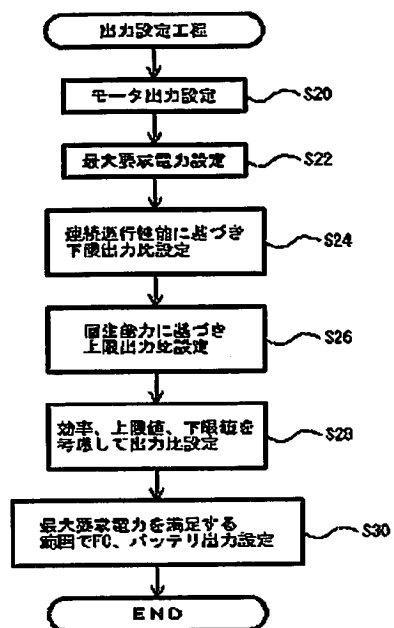 出力設定工程
モータ出力設定
S20
最大要求電力設定
S22
連続運行性能に基づき
下限出力比設定
S24
回生能力に基づき
上限出力比設定
S26
効率、上限値、下限値を
考慮して出力比設定
S28
最大要求電力を満足する
範囲でFC、バッテリ出力設定
S30
END